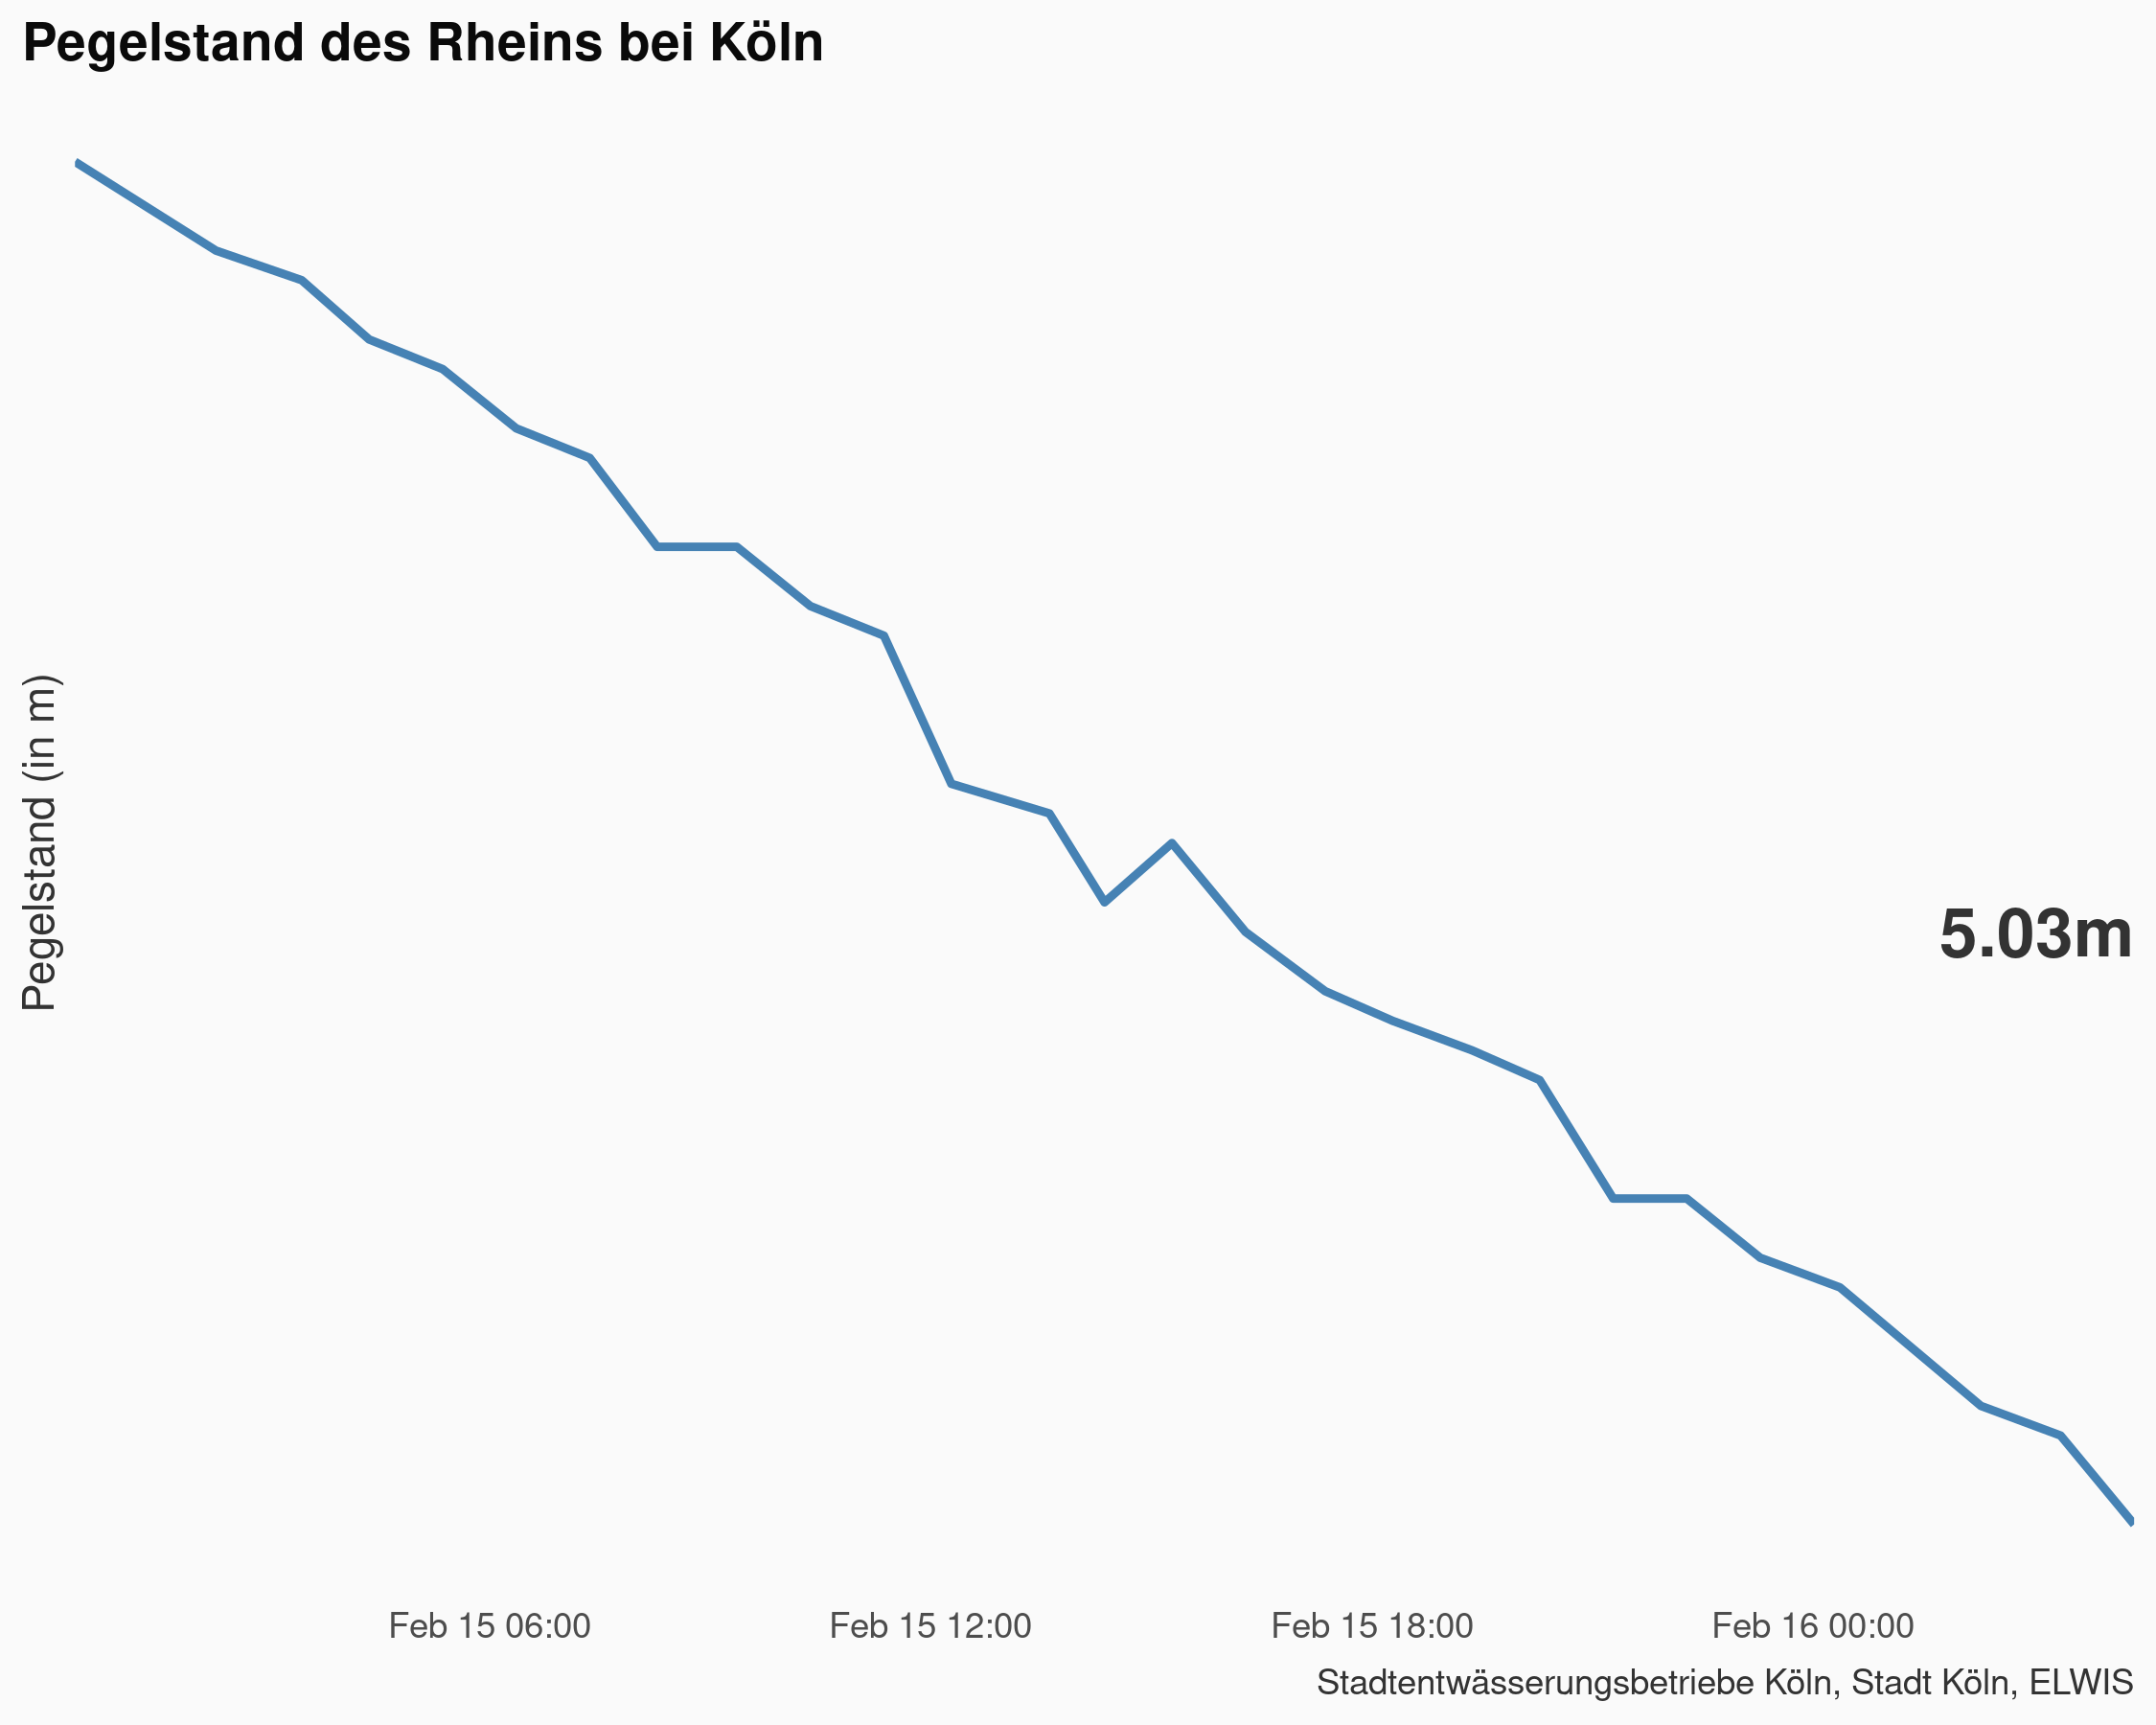 Pegelstand des Rheins bei Köln
Pegelstand (in m)
5.03m
Feb 15 06:00
Feb 15 12:00
Feb 15 18:00
Feb 16 00:00
Stadtentwässerungsbetriebe Köln, Stadt Köln, ELWIS